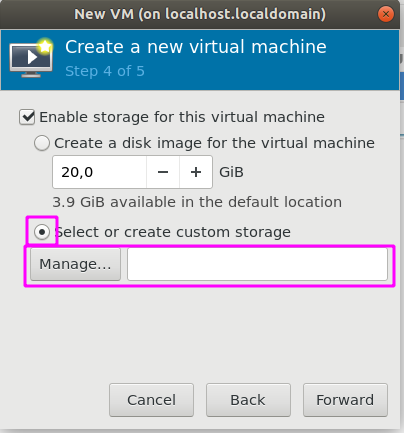 New VM (on localhost.localdomain)
Create a new virtual machine
Step 4 of 5
Enable storage for this virtual machine
Create a disk image for the virtual machine
20,0 − + GiB
3.9 GiB available in the default location
Select or create custom storage
Manage...
Cancel Back Forward